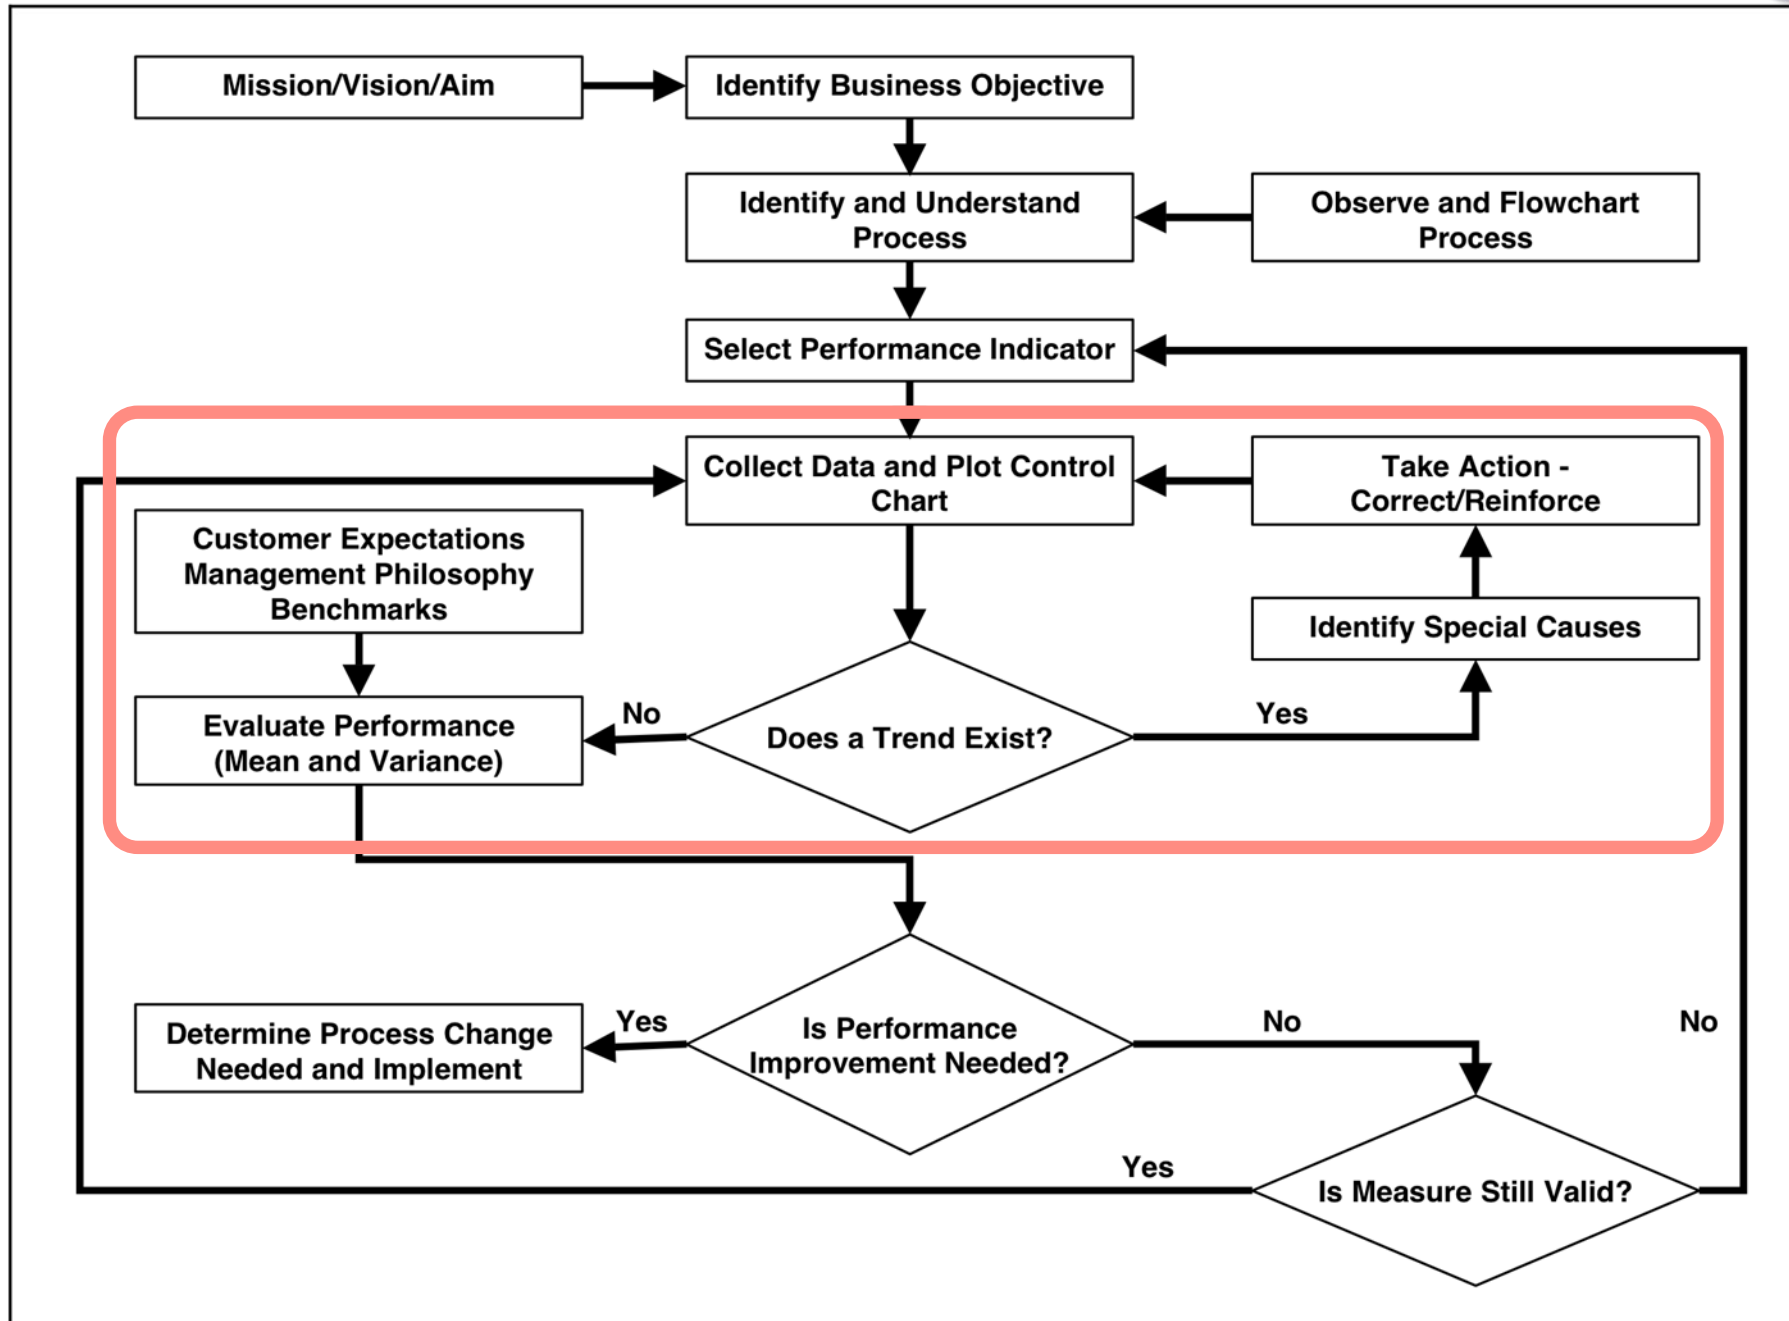 Mission/Vision/Aim
Identify Business Objective
Identify and Understand
Process
Observe and Flowchart
Process
Select Performance Indicator
Collect Data and Plot Control
Chart
Take Action -
Correct/Reinforce
Customer Expectations
Management Philosophy
Benchmarks
Identify Special Causes
Evaluate Performance
(Mean and Variance)
No
Does a Trend Exist?
Yes
Determine Process Change
Needed and Implement
Yes
Is Performance
Improvement Needed?
No
No
Yes
Is Measure Still Valid?